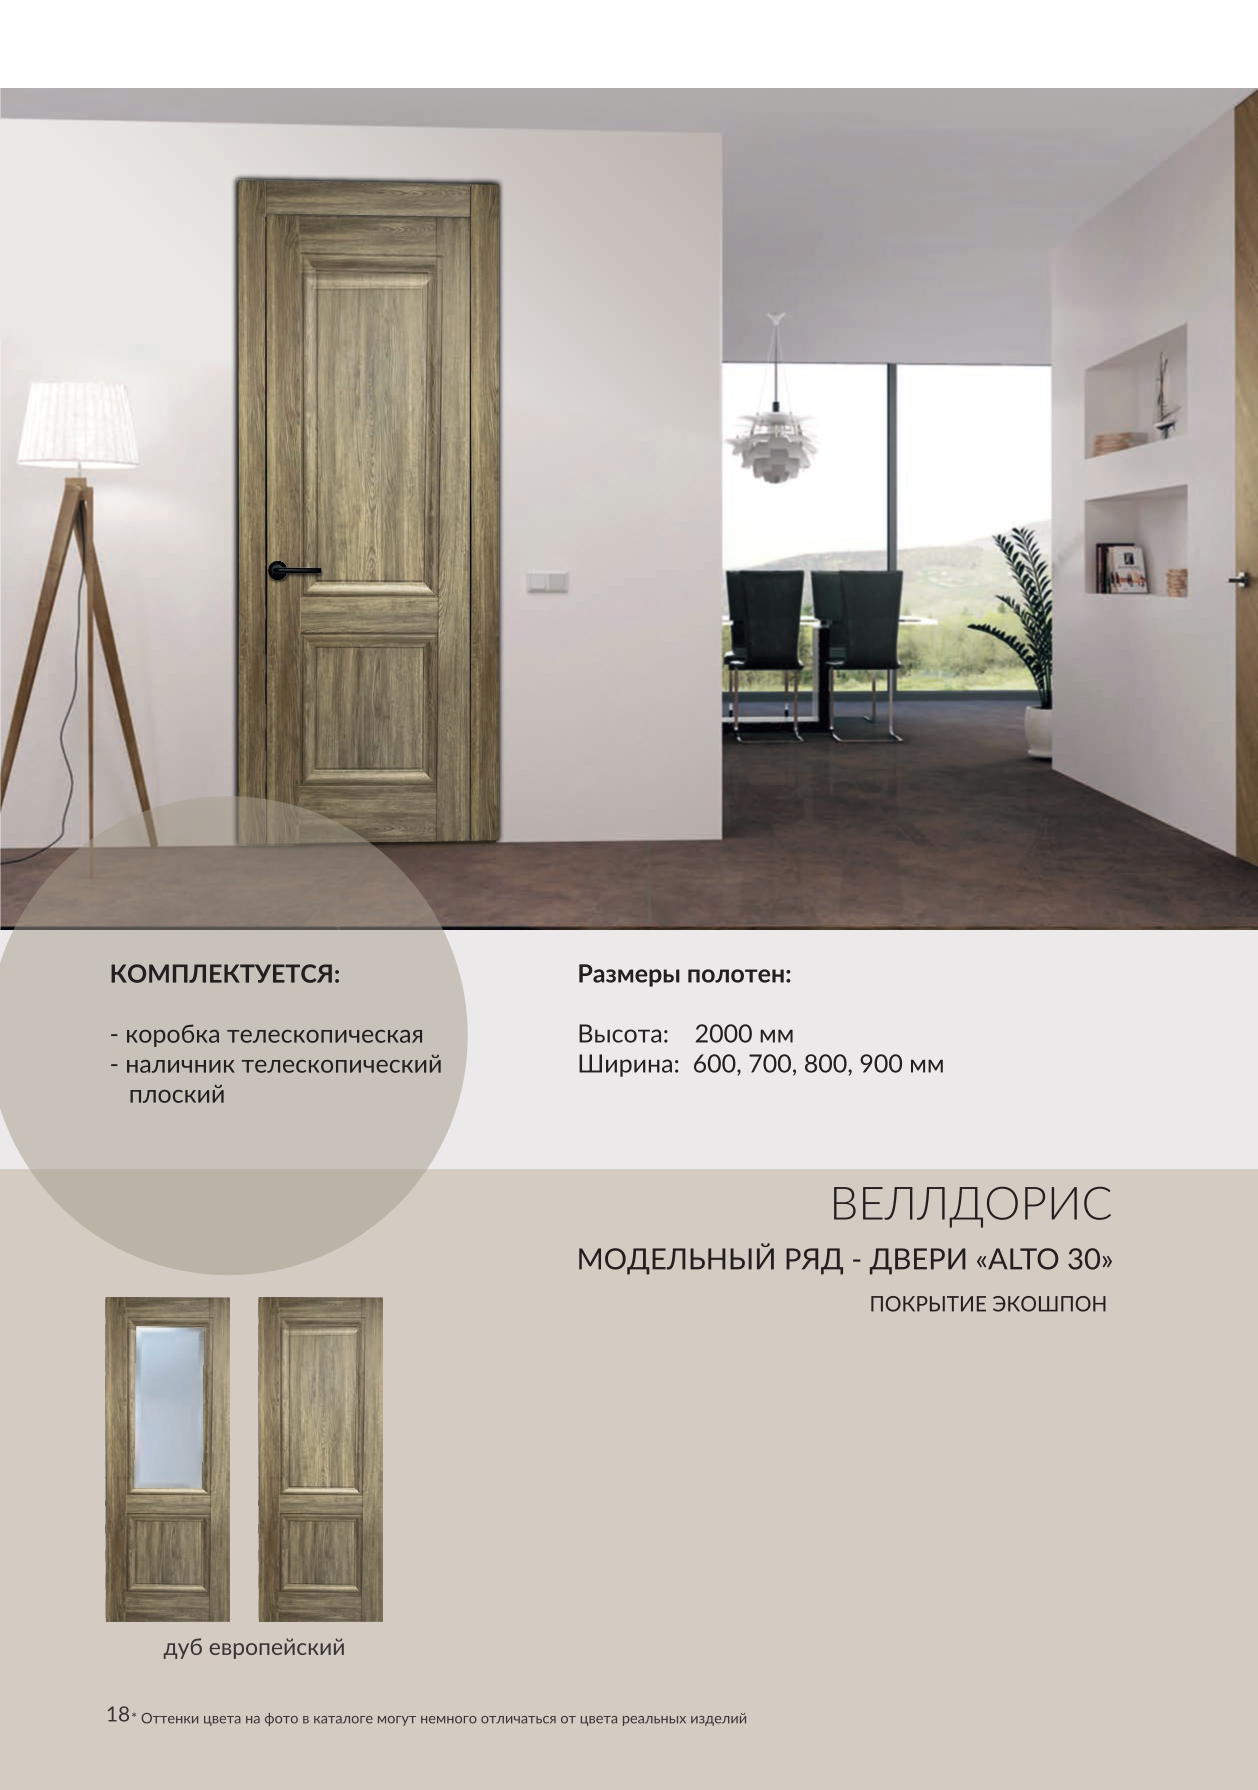 КОМПЛЕКТУЕТСЯ:
- коробка телескопическая
- наличник телескопический
плоский
Размеры полотен:
Высота: 2000 мм
Ширина: 600, 700, 800, 900 мм
ВЕЛЛДОРИС
МОДЕЛЬНЫЙ РЯД - ДВЕРИ «ALTO 30»
ПОКРЫТИЕ ЭКОШПОН
дуб европейский
18* Оттенки цвета на фото в каталоге могут немного отличаться от цвета реальных изделий